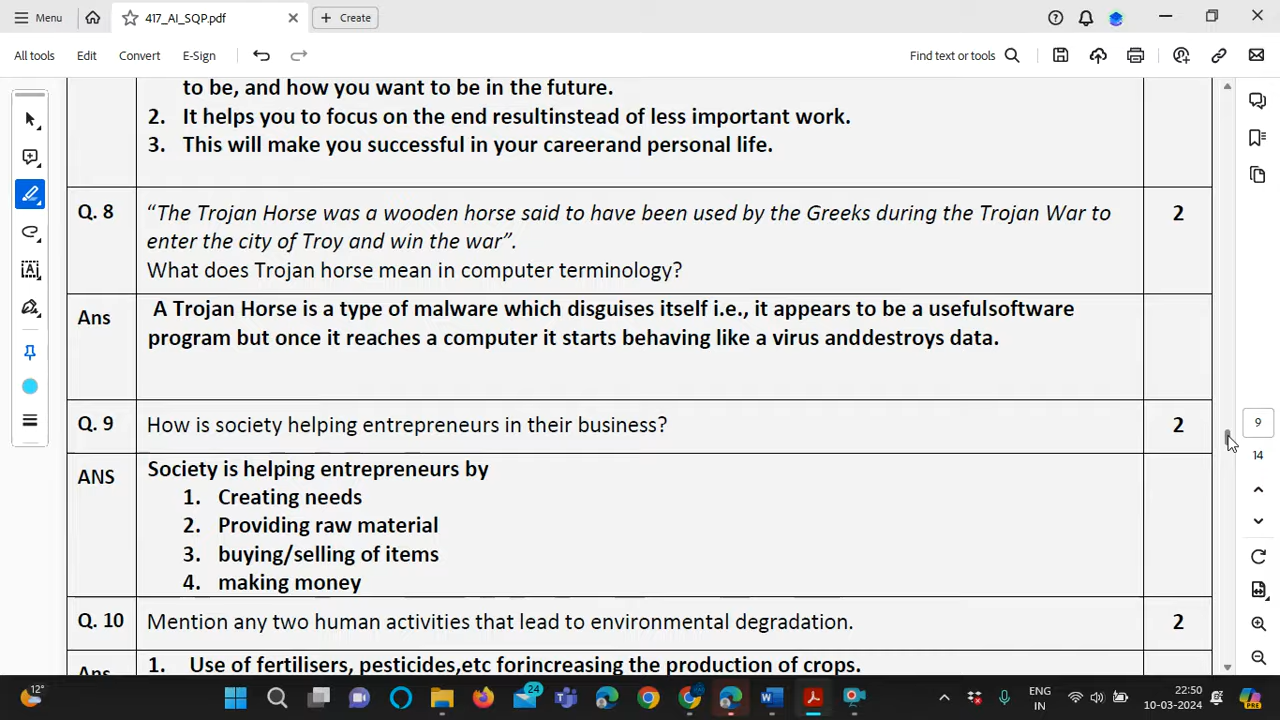 Menu
417_AI_SQP.pdf
Create
All tools
Edit
Convert
E-Sign
Find text or tools
to be, and how you want to be in the future.
2. It helps you to focus on the end resultinstead of less important work.
3. This will make you successful in your careerand personal life.
Q. 8
“The Trojan Horse was a wooden horse said to have been used by the Greeks during the Trojan War to
enter the city of Troy and win the war”.
What does Trojan horse mean in computer terminology?
2
Ans
A Trojan Horse is a type of malware which disguises itself i.e., it appears to be a usefulsoftware
program but once it reaches a computer it starts behaving like a virus anddestroys data.
Q. 9
How is society helping entrepreneurs in their business?
2
ANS
Society is helping entrepreneurs by
1. Creating needs
2. Providing raw material
3. buying/selling of items
4. making money
Q. 10
Mention any two human activities that lead to environmental degradation.
2
Ans
1. Use of fertilisers, pesticides,etc forincreasing the production of crops.
9
14
12°
24
ENG
IN
22:50
10-03-2024
PRE